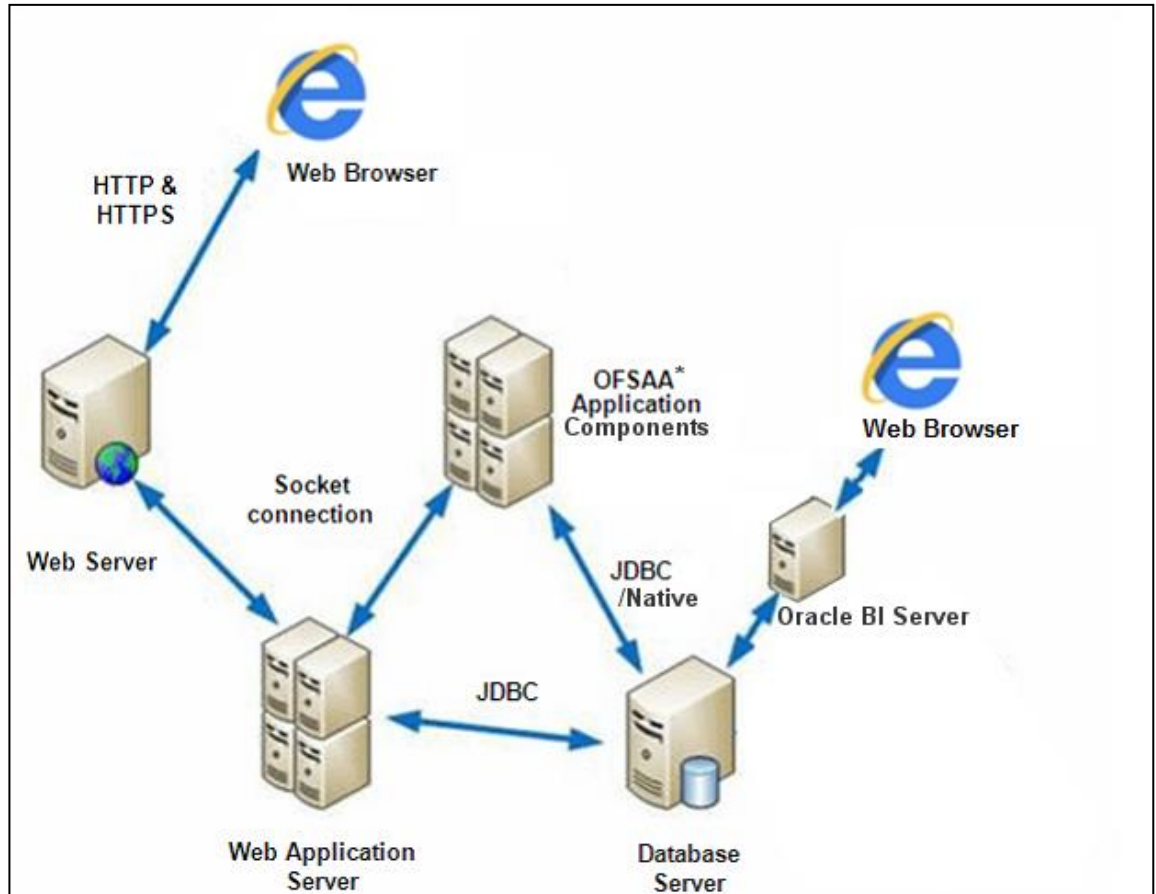 Web Browser
HTTP &
HTTPS
OFSAA*
Application
Components
Web Browser
Socket
connection
Web Server
JDBC
/Native
Oracle BI Server
JDBC
Web Application
Server
Database
Server